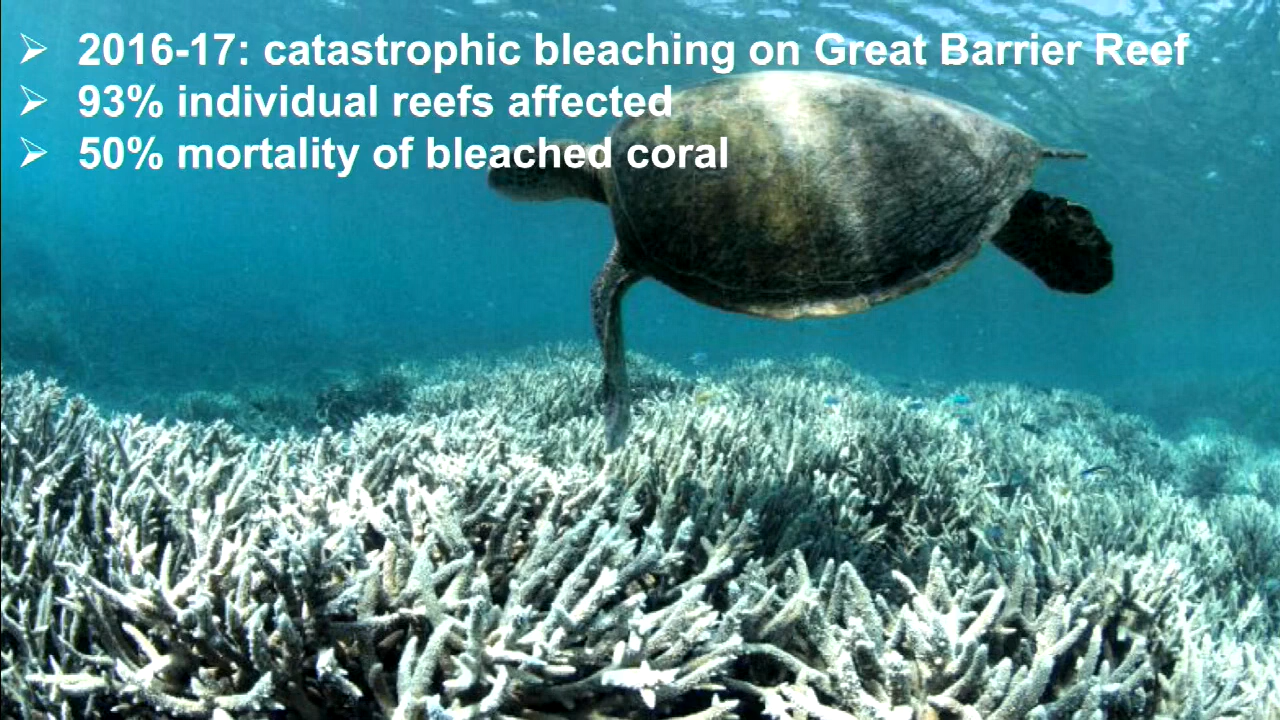 ➢ 2016-17: catastrophic bleaching on Great Barrier Reef
➢ 93% individual reefs affected
➢ 50% mortality of bleached coral